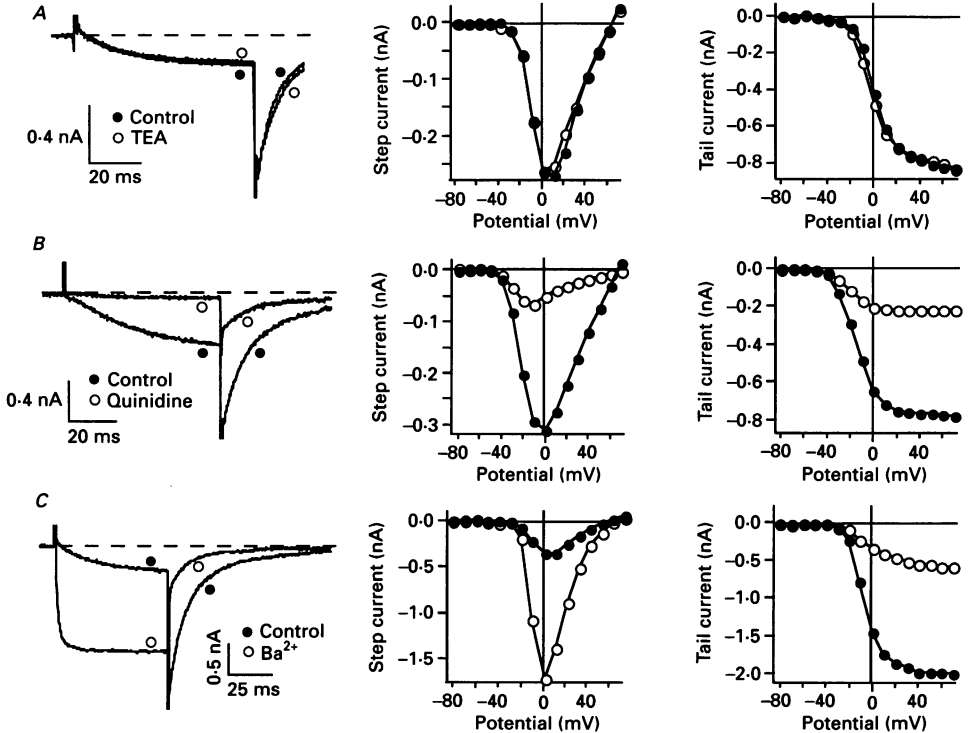 A
0·4 nA
20 ms
● Control
○ TEA
Step current (nA)
0·0
−0·1
−0·2
−80 −40 0 40
Potential (mV)
Tail current (nA)
0·0
−0·2
−0·4
−0·6
−0·8
−80 −40 0 40
Potential (mV)
B
0·4 nA
20 ms
● Control
○ Quinidine
Step current (nA)
0·0
−0·1
−0·2
−0·3
−80 −40 0 40
Potential (mV)
Tail current (nA)
0·0
−0·2
−0·4
−0·6
−0·8
−80 −40 0 40
Potential (mV)
C
0·5 nA
25 ms
● Control
○ Ba²⁺
Step current (nA)
0·0
−0·5
−1·0
−1·5
−80 −40 0 40
Potential (mV)
Tail current (nA)
0·0
−0·5
−1·0
−1·5
−2·0
−80 −40 0 40
Potential (mV)